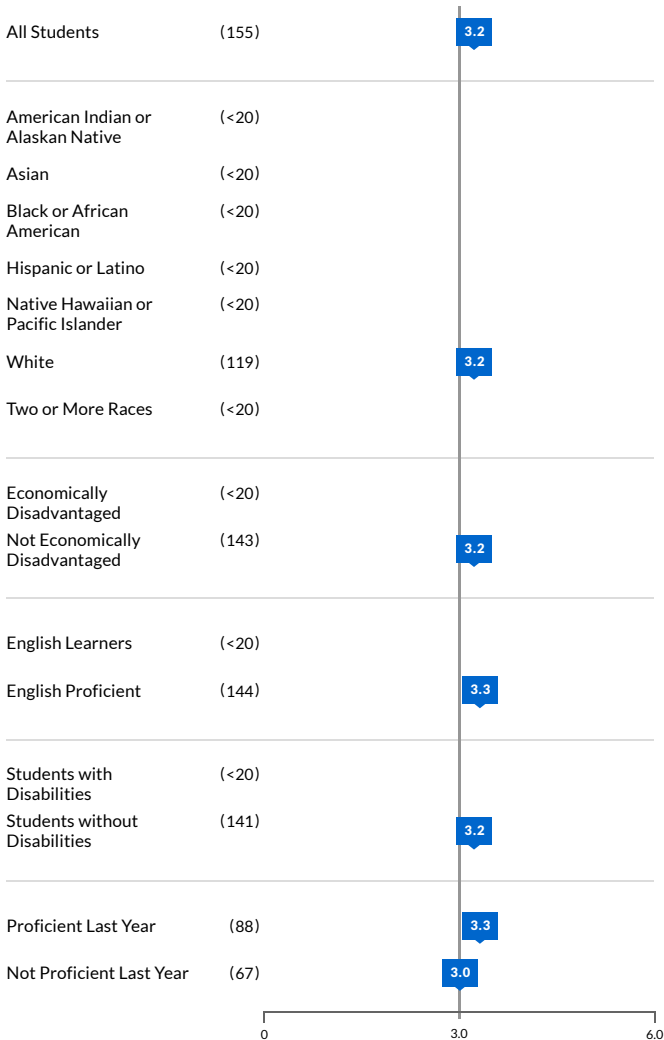 All Students (155) 3.2
American Indian or (<20)
Alaskan Native
Asian (<20)
Black or African (<20)
American
Hispanic or Latino (<20)
Native Hawaiian or (<20)
Pacific Islander
White (119) 3.2
Two or More Races (<20)
Economically (<20)
Disadvantaged
Not Economically (143) 3.2
Disadvantaged
English Learners (<20)
English Proficient (144) 3.3
Students with (<20)
Disabilities
Students without (141) 3.2
Disabilities
Proficient Last Year (88) 3.3
Not Proficient Last Year (67) 3.0
0 3.0 6.0